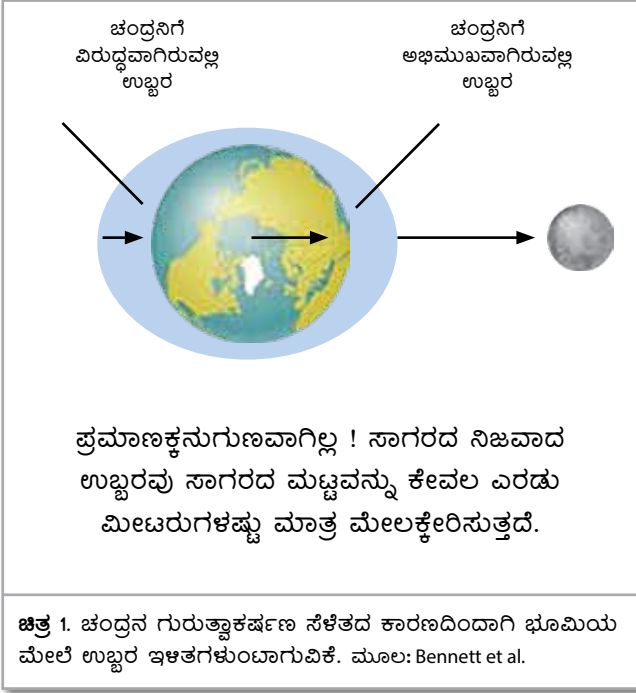 ಚಂದ್ರನಿಗೆ
ವಿರುದ್ಧವಾಗಿರುವಲ್ಲಿ
ಉಬ್ಬರ
ಚಂದ್ರನಿಗೆ
ಅಭಿಮುಖವಾಗಿರುವಲ್ಲಿ
ಉಬ್ಬರ
ಪ್ರಮಾಣಕ್ಕನುಗುಣವಾಗಿಲ್ಲ ! ಸಾಗರದ ನಿಜವಾದ
ಉಬ್ಬರವು ಸಾಗರದ ಮಟ್ಟವನ್ನು ಕೇವಲ ಎರಡು
ಮೀಟರುಗಳಷ್ಟು ಮಾತ್ರ ಮೇಲಕ್ಕೇರಿಸುತ್ತದೆ.
ಚಿತ್ರ 1. ಚಂದ್ರನ ಗುರುತ್ವಾಕರ್ಷಣ ಸೆಳೆತದ ಕಾರಣದಿಂದಾಗಿ ಭೂಮಿಯ
ಮೇಲೆ ಉಬ್ಬರ ಇಳಿತಗಳುಂಟಾಗುವಿಕೆ. ಮೂಲ: Bennett et al.